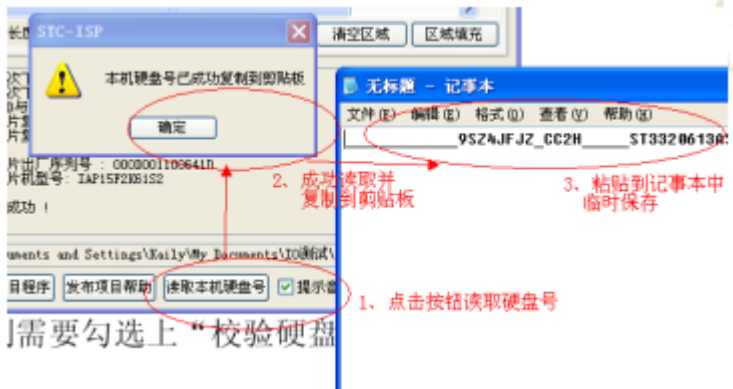 STC-ISP
清空区域
区域填充
本机硬盘号已成功复制到剪贴板
确定
无标题 - 记事本
文件(F) 编辑(E) 格式(O) 查看(V) 帮助(H)
9SZ4JFJZ_CC2H_____ST3320613AS
片出厂序列号 :
片机型号: IAP15F2K61S2
成功 !
2、成功读取并
复制到剪贴板
3、粘贴到记事本中
临时保存
uments and Settings\Kaily\My Documents\IO测试\
目程序
发布项目帮助
读取本机硬盘号
提示音
1、点击按钮读取硬盘号
需要勾选上“校验硬盘